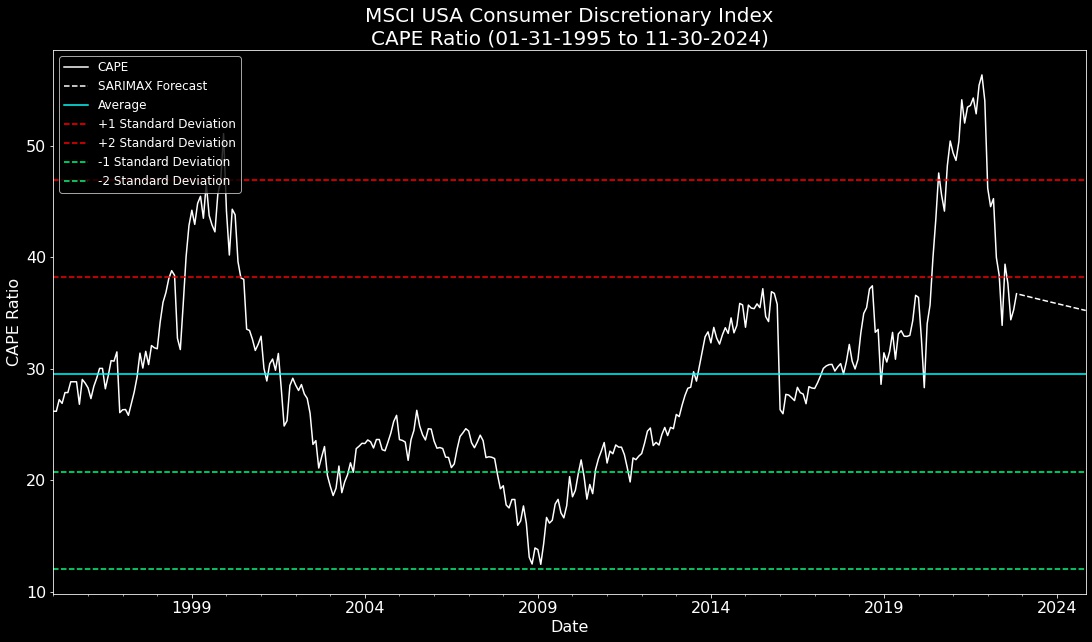 MSCI USA Consumer Discretionary Index
CAPE Ratio (01-31-1995 to 11-30-2024)
CAPE
SARIMAX Forecast
Average
+1 Standard Deviation
+2 Standard Deviation
-1 Standard Deviation
-2 Standard Deviation
50
40
30
20
10
CAPE Ratio
1999
2004
2009
2014
2019
2024
Date